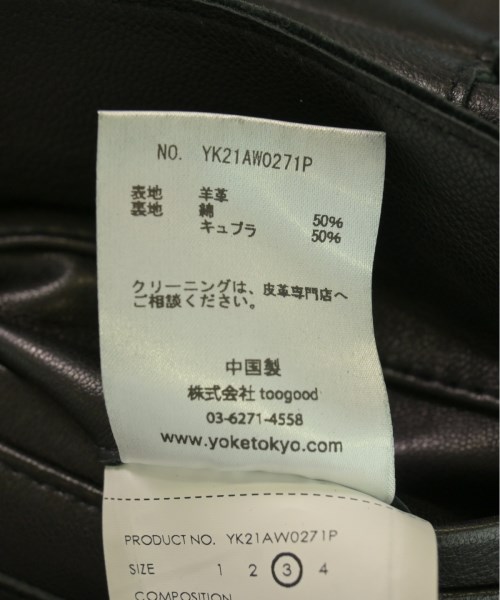 NO. YK21AW0271P
表地 羊革
裏地 綿 50%
キュプラ 50%
クリーニングは、皮革専門店へ
ご相談ください。
中国製
株式会社 toogood
03-6271-4558
www.yoketokyo.com
PRODUCT NO. YK21AW0271P
SIZE 1 2 3 4
COMPOSITION